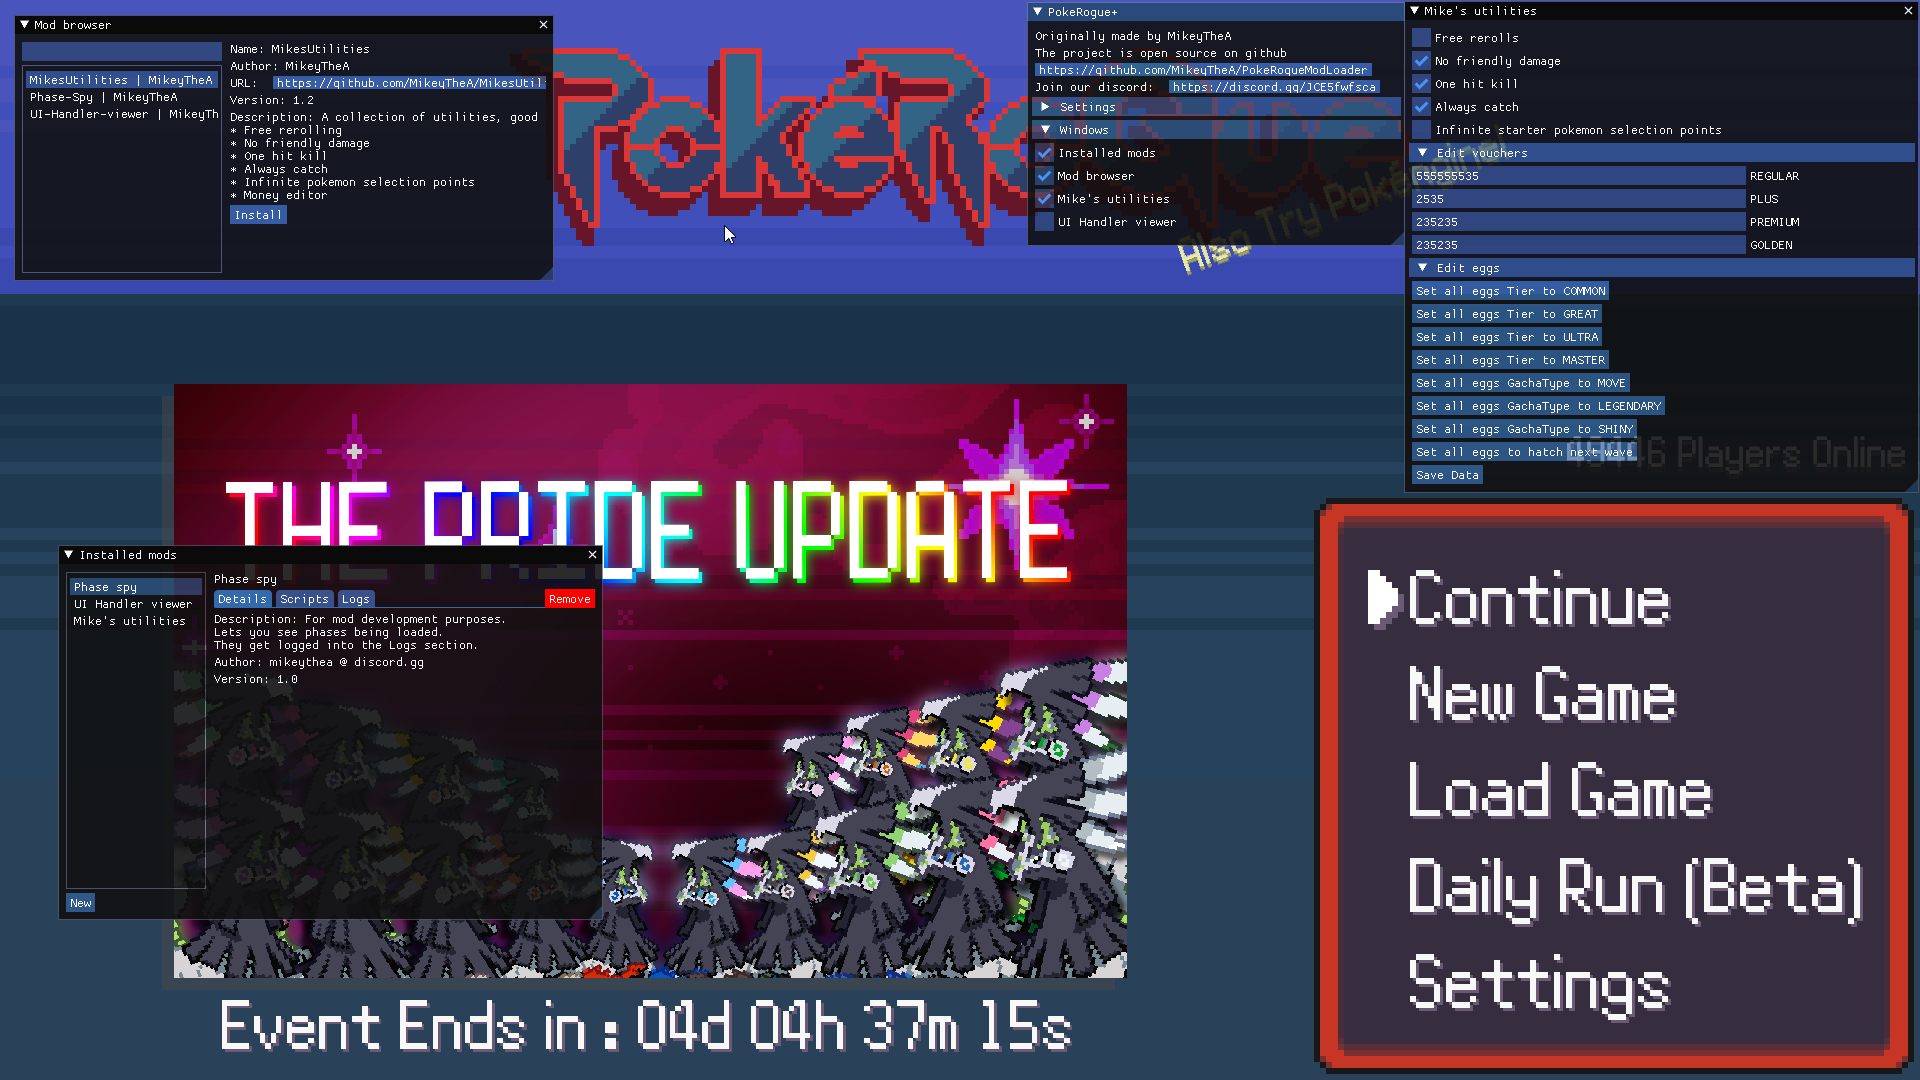 Mod browser
MikesUtilities | MikeyTheA
Phase-Spy | MikeyTheA
UI-Handler-viewer | MikeyTh
Name: MikesUtilities
Author: MikeyTheA
URL: https://github.com/MikeyTheA/MikesUtil
Version: 1.2
Description: A collection of utilities, good
* Free rerolling
* No friendly damage
* One hit kill
* Always catch
* Infinite pokemon selection points
* Money editor
Install
PokeRogue+
Originally made by MikeyTheA
The project is open source on github
https://github.com/MikeyTheA/PokeRogueModLoader
Join our discord: https://discord.gg/JCE5fwfsca
Settings
Windows
Installed mods
Mod browser
Mike's utilities
UI Handler viewer
Also Try Pokéngine!
Mike's utilities
Free rerolls
No friendly damage
One hit kill
Always catch
Infinite starter pokemon selection points
Edit vouchers
555555535 REGULAR
2535 PLUS
235235 PREMIUM
235235 GOLDEN
Edit eggs
Set all eggs Tier to COMMON
Set all eggs Tier to GREAT
Set all eggs Tier to ULTRA
Set all eggs Tier to MASTER
Set all eggs GachaType to MOVE
Set all eggs GachaType to LEGENDARY
Set all eggs GachaType to SHINY
Set all eggs to hatch next wave
Save Data
Players Online
THE PRIDE UPDATE
Installed mods
Phase spy
UI Handler viewer
Mike's utilities
New
Phase spy
Details Scripts Logs Remove
Description: For mod development purposes.
Lets you see phases being loaded.
They get logged into the Logs section.
Author: mikeythea @ discord.gg
Version: 1.0
Event Ends in : 04d 04h 37m 15s
Continue
New Game
Load Game
Daily Run (Beta)
Settings